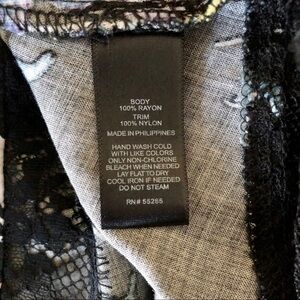 BODY
100% RAYON
TRIM
100% NYLON
MADE IN PHILIPPINES
HAND WASH COLD
WITH LIKE COLORS
ONLY NON-CHLORINE
BLEACH WHEN NEEDED
LAY FLAT TO DRY
COOL IRON IF NEEDED
DO NOT STEAM
RN# 55285